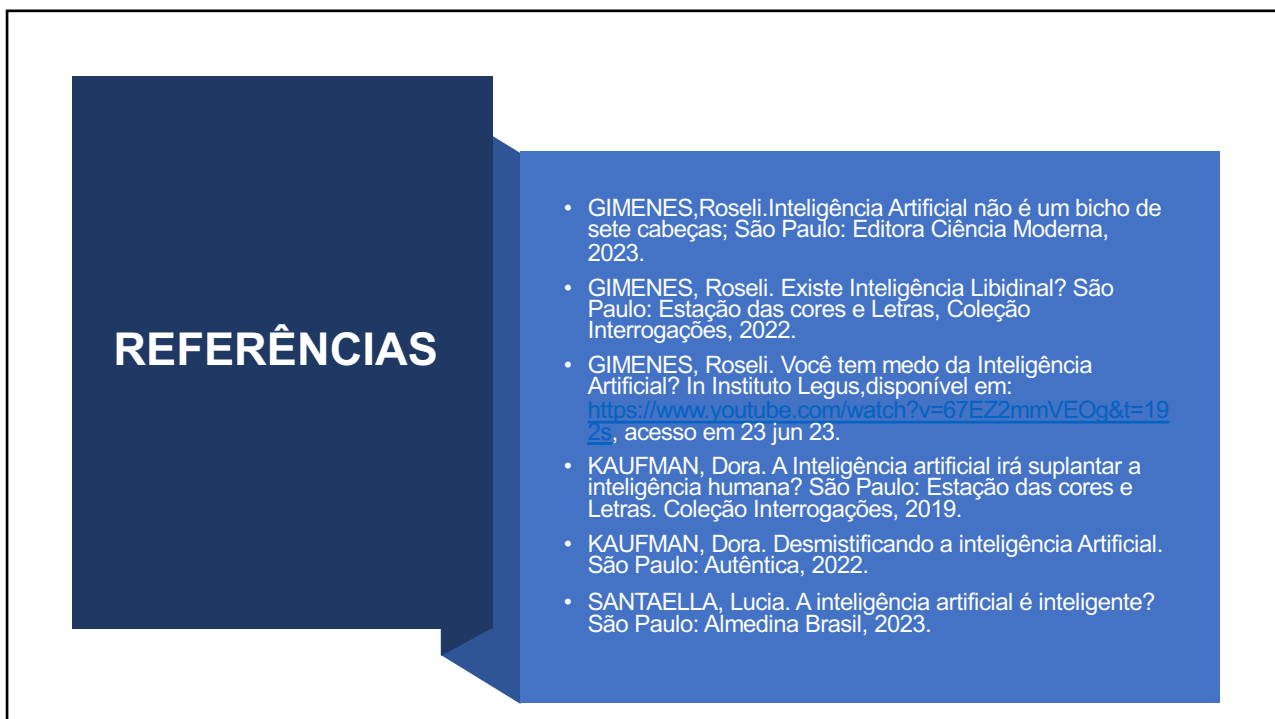 REFERÊNCIAS
• GIMENES,Roseli.Inteligência Artificial não é um bicho de
sete cabeças; São Paulo: Editora Ciência Moderna,
2023.
• GIMENES, Roseli. Existe Inteligência Libidinal? São
Paulo: Estação das cores e Letras, Coleção
Interrogações, 2022.
• GIMENES, Roseli. Você tem medo da Inteligência
Artificial? In Instituto Legus,disponível em:
https://www.youtube.com/watch?v=67EZ2mmVEOg&t=19
2s, acesso em 23 jun 23.
• KAUFMAN, Dora. A Inteligência artificial irá suplantar a
inteligência humana? São Paulo: Estação das cores e
Letras. Coleção Interrogações, 2019.
• KAUFMAN, Dora. Desmistificando a inteligência Artificial.
São Paulo: Autêntica, 2022.
• SANTAELLA, Lucia. A inteligência artificial é inteligente?
São Paulo: Almedina Brasil, 2023.